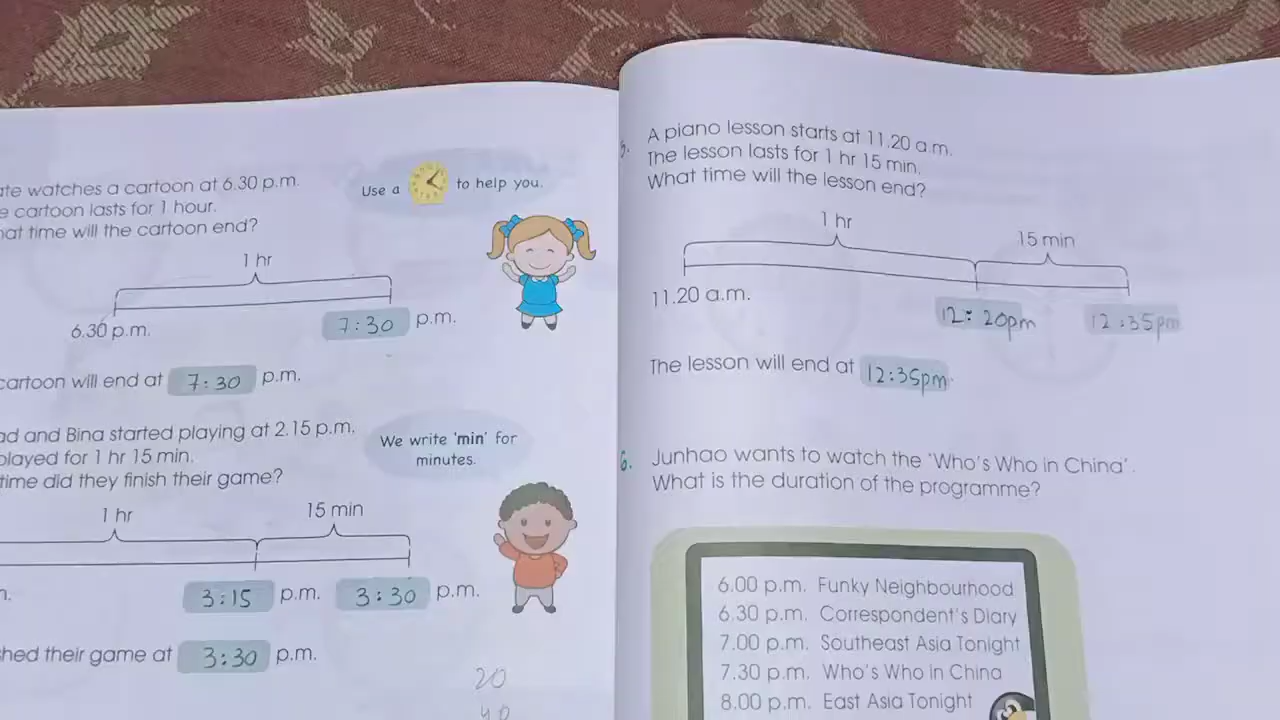 ate watches a cartoon at 6.30 p.m.
e cartoon lasts for 1 hour.
hat time will the cartoon end?
Use a to help you.
1 hr
6.30 p.m.
7:30 p.m.
cartoon will end at 7:30 p.m.
ad and Bina started playing at 2.15 p.m.
played for 1 hr 15 min.
time did they finish their game?
We write 'min' for
minutes.
1 hr
15 min
3:15 p.m. 3:30 p.m.
shed their game at 3:30 p.m.
20
40
5. A piano lesson starts at 11.20 a.m.
The lesson lasts for 1 hr 15 min.
What time will the lesson end?
1 hr
15 min
11.20 a.m.
12:20pm
12:35pm
The lesson will end at 12:35pm.
6. Junhao wants to watch the 'Who's Who in China'.
What is the duration of the programme?
6.00 p.m. Funky Neighbourhood
6.30 p.m. Correspondent's Diary
7.00 p.m. Southeast Asia Tonight
7.30 p.m. Who's Who in China
8.00 p.m. East Asia Tonight